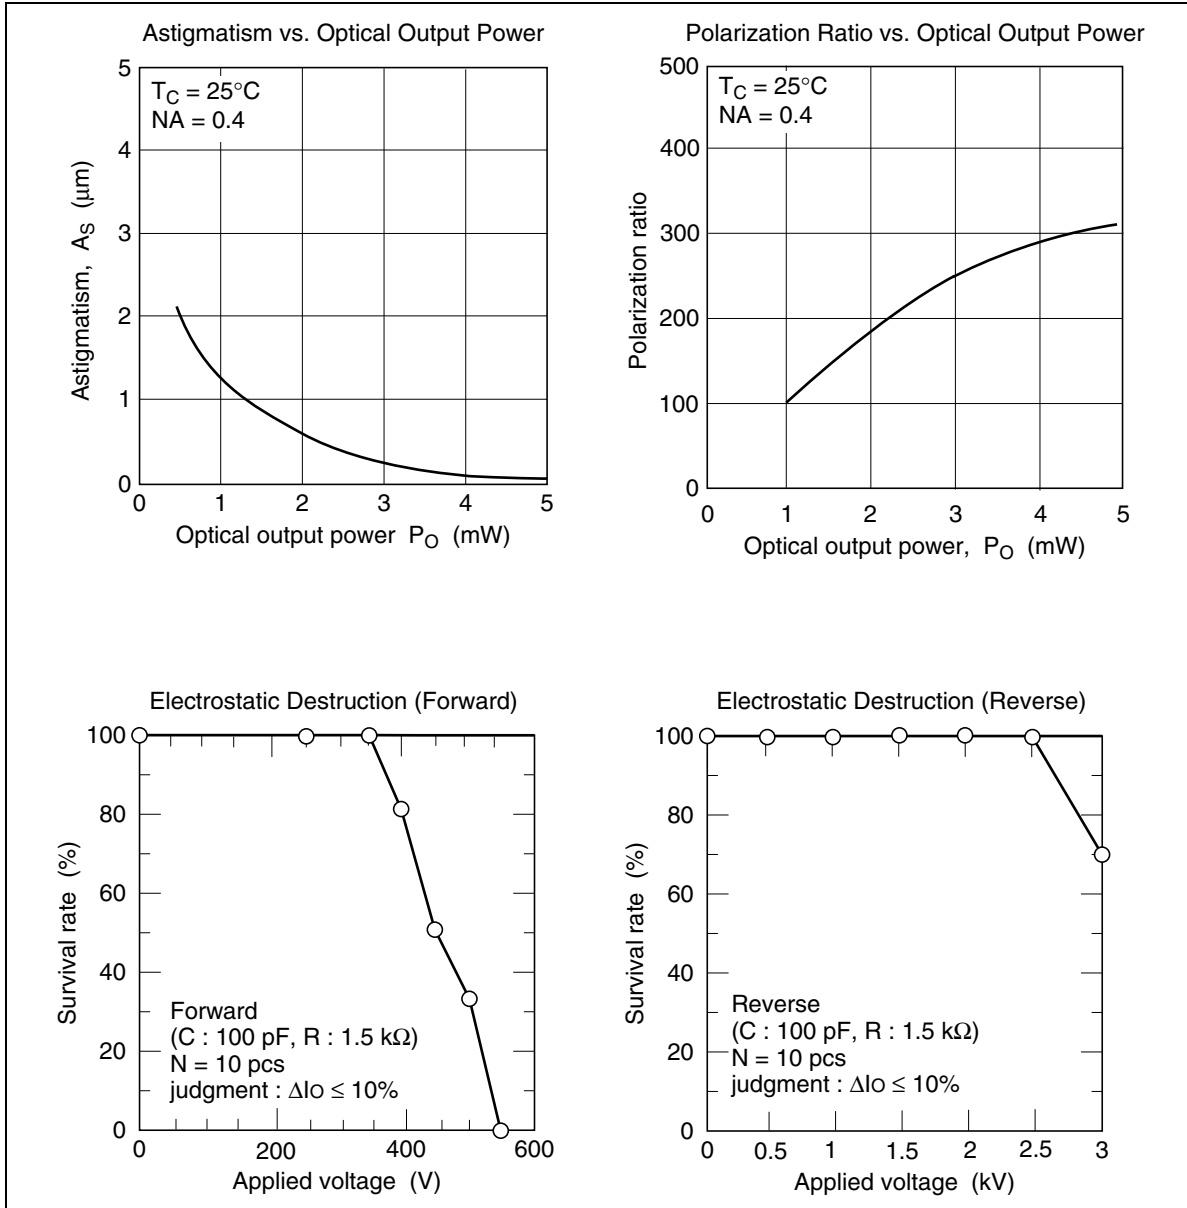 Astigmatism vs. Optical Output Power
5
T_C = 25°C
NA = 0.4
4
3
2
1
0
Astigmatism, A_S (μm)
0 1 2 3 4 5
Optical output power P_O (mW)
Polarization Ratio vs. Optical Output Power
500
T_C = 25°C
NA = 0.4
400
300
200
100
0
Polarization ratio
0 1 2 3 4 5
Optical output power, P_O (mW)
Electrostatic Destruction (Forward)
100
80
60
40
20
0
Survival rate (%)
Forward
(C : 100 pF, R : 1.5 kΩ)
N = 10 pcs
judgment : ΔIO ≤ 10%
0 200 400 600
Applied voltage (V)
Electrostatic Destruction (Reverse)
100
80
60
40
20
0
Survival rate (%)
Reverse
(C : 100 pF, R : 1.5 kΩ)
N = 10 pcs
judgment : ΔIO ≤ 10%
0 0.5 1 1.5 2 2.5 3
Applied voltage (kV)